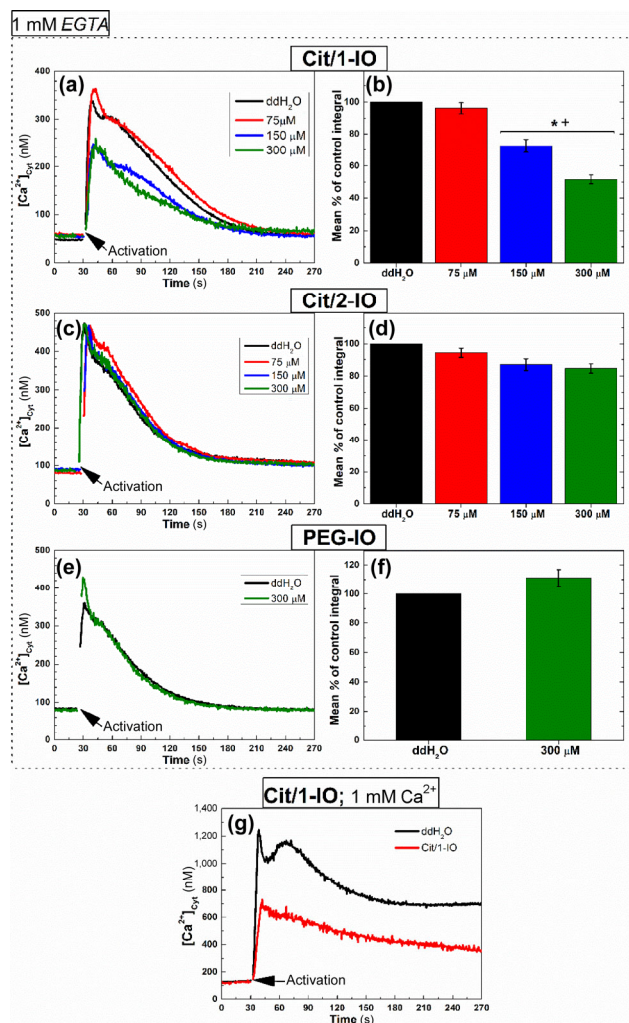 1 mM EGTA
Cit/1-IO
(a)
400
300
200
100
0
[Ca²⁺]Cyt (nM)
ddH₂O
75μM
150 μM
300 μM
Activation
0 30 60 90 120 150 180 210 240 270
Time (s)
(b)
120
100
80
60
40
20
0
Mean % of control integral
* +
ddH₂O 75 μM 150 μM 300 μM
Cit/2-IO
(c)
500
400
300
200
100
0
[Ca²⁺]Cyt (nM)
ddH₂O
75 μM
150 μM
300 μM
Activation
0 30 60 90 120 150 180 210 240 270
Time (s)
(d)
120
100
80
60
40
20
0
Mean % of control integral
ddH₂O 75 μM 150 μM 300 μM
PEG-IO
(e)
500
400
300
200
100
0
[Ca²⁺]Cyt (nM)
ddH₂O
300 μM
Activation
0 30 60 90 120 150 180 210 240 270
Time (s)
(f)
120
100
80
60
40
20
0
Mean % of control integral
ddH₂O 300 μM
Cit/1-IO; 1 mM Ca²⁺
(g)
1,400
1,200
1,000
800
600
400
200
0
[Ca²⁺]Cyt (nM)
ddH₂O
Cit/1-IO
Activation
0 30 60 90 120 150 180 210 240 270
Time (s)